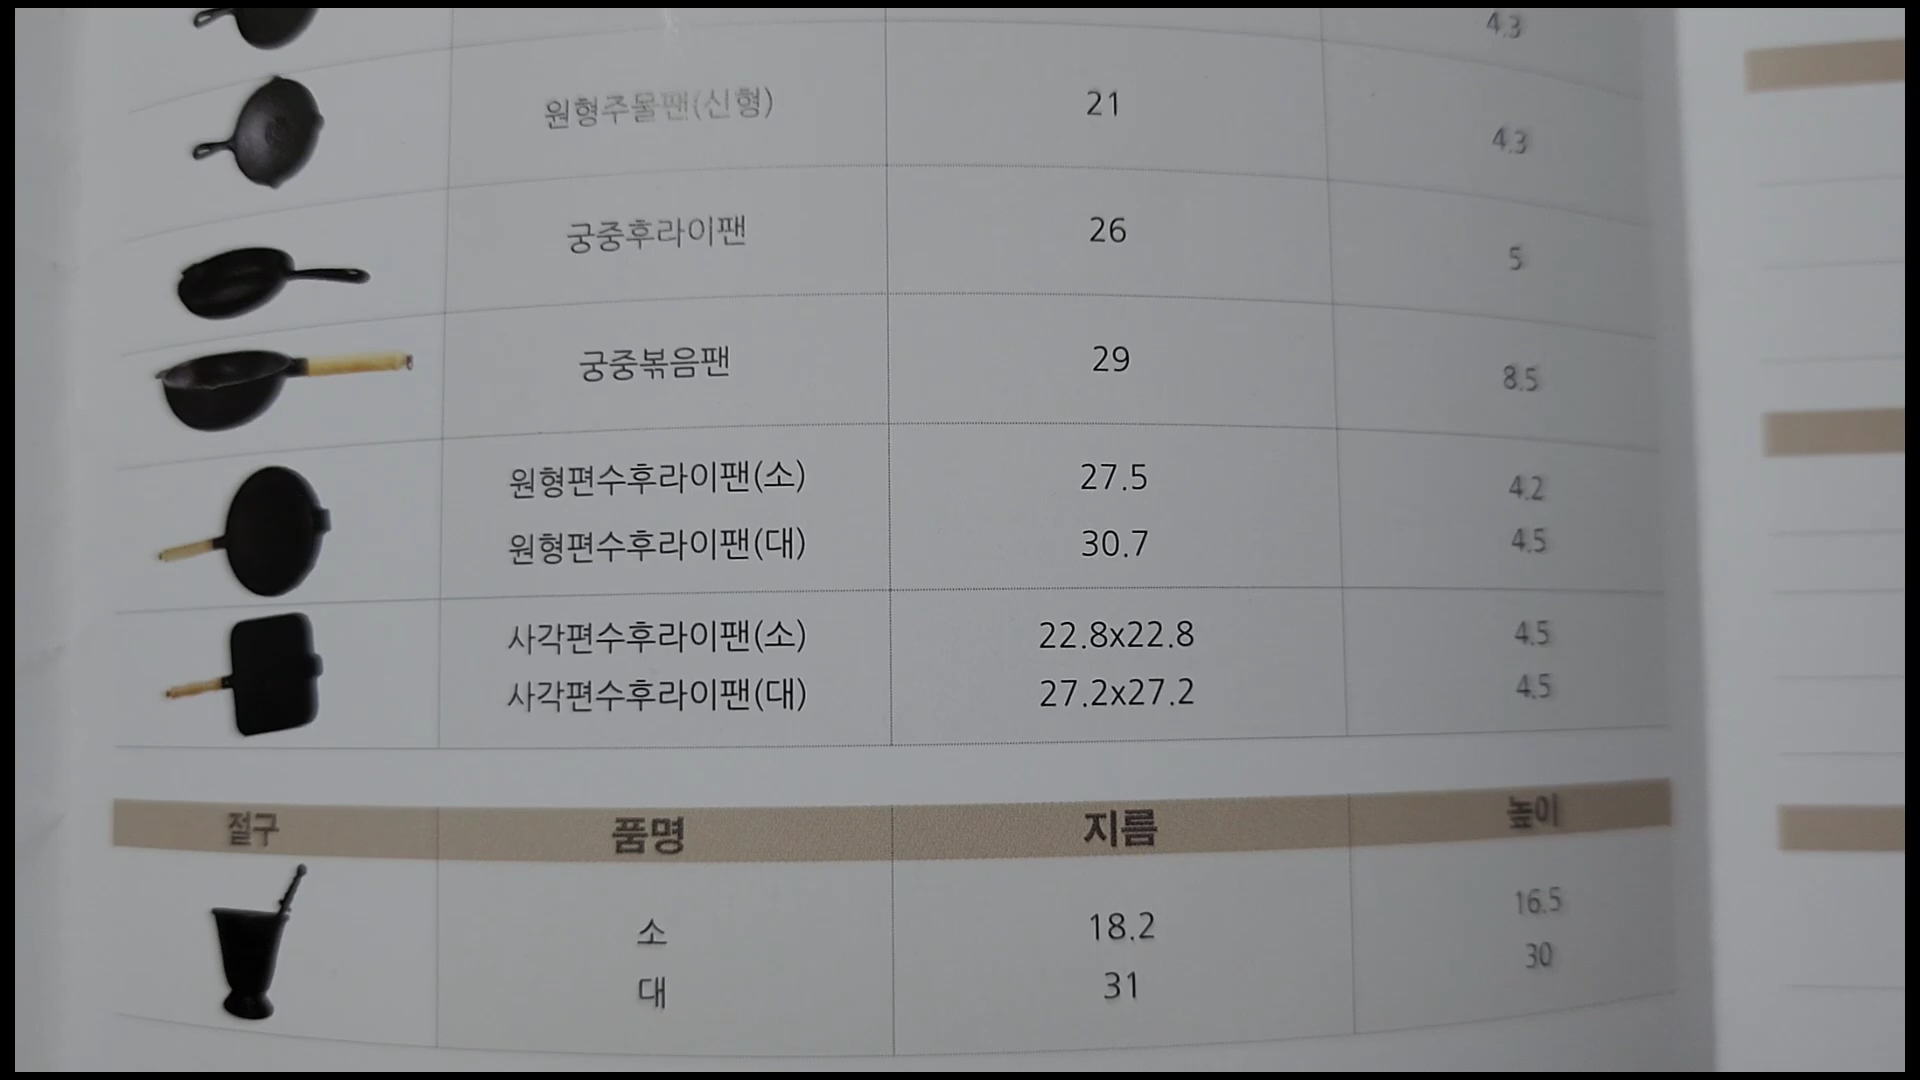 4.3
원형주물팬(신형) 21 4.3
궁중후라이팬 26 5
궁중볶음팬 29 8.5
원형편수후라이팬(소) 27.5 4.2
원형편수후라이팬(대) 30.7 4.5
사각편수후라이팬(소) 22.8x22.8 4.5
사각편수후라이팬(대) 27.2x27.2 4.5
절구 품명 지름 높이
소 18.2 16.5
대 31 30